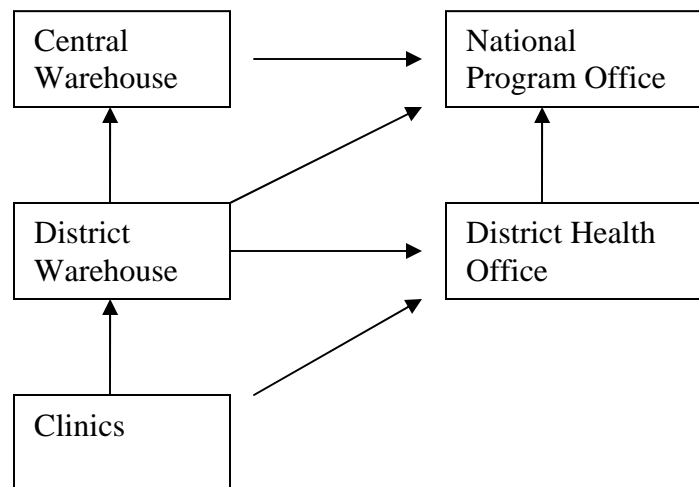 Central
Warehouse
National
Program Office
District
Warehouse
District Health
Office
Clinics